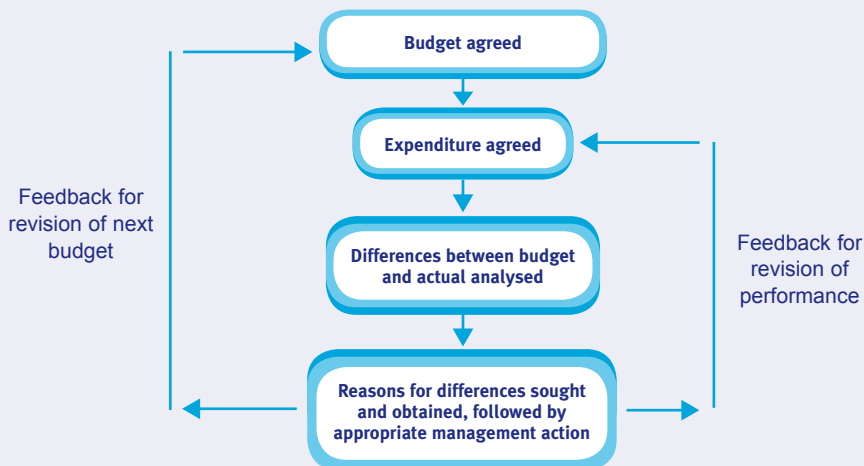 Budget agreed
Expenditure agreed
Feedback for
revision of next
budget
Differences between budget
and actual analysed
Feedback for
revision of
performance
Reasons for differences sought
and obtained, followed by
appropriate management action